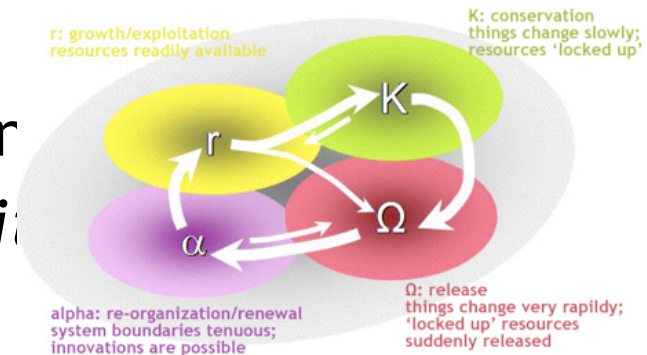 K: conservation
things change slowly;
resources ‘locked up’
r: growth/exploitation
resources readily available
K
r
Ω
α
Ω: release
things change very rapildy;
‘locked up’ resources
suddenly released
alpha: re-organization/renewal
system boundaries tenuous;
innovations are possible